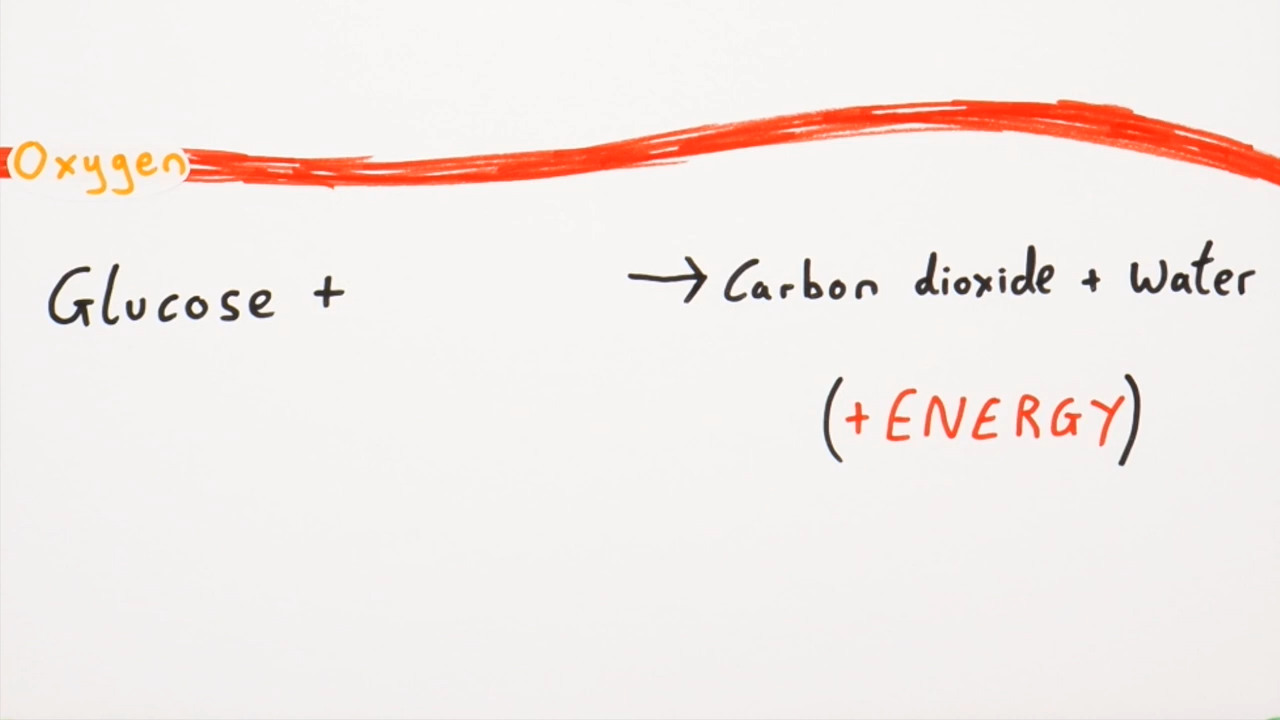 Oxygen
Glucose + → Carbon dioxide + Water
(+ ENERGY)